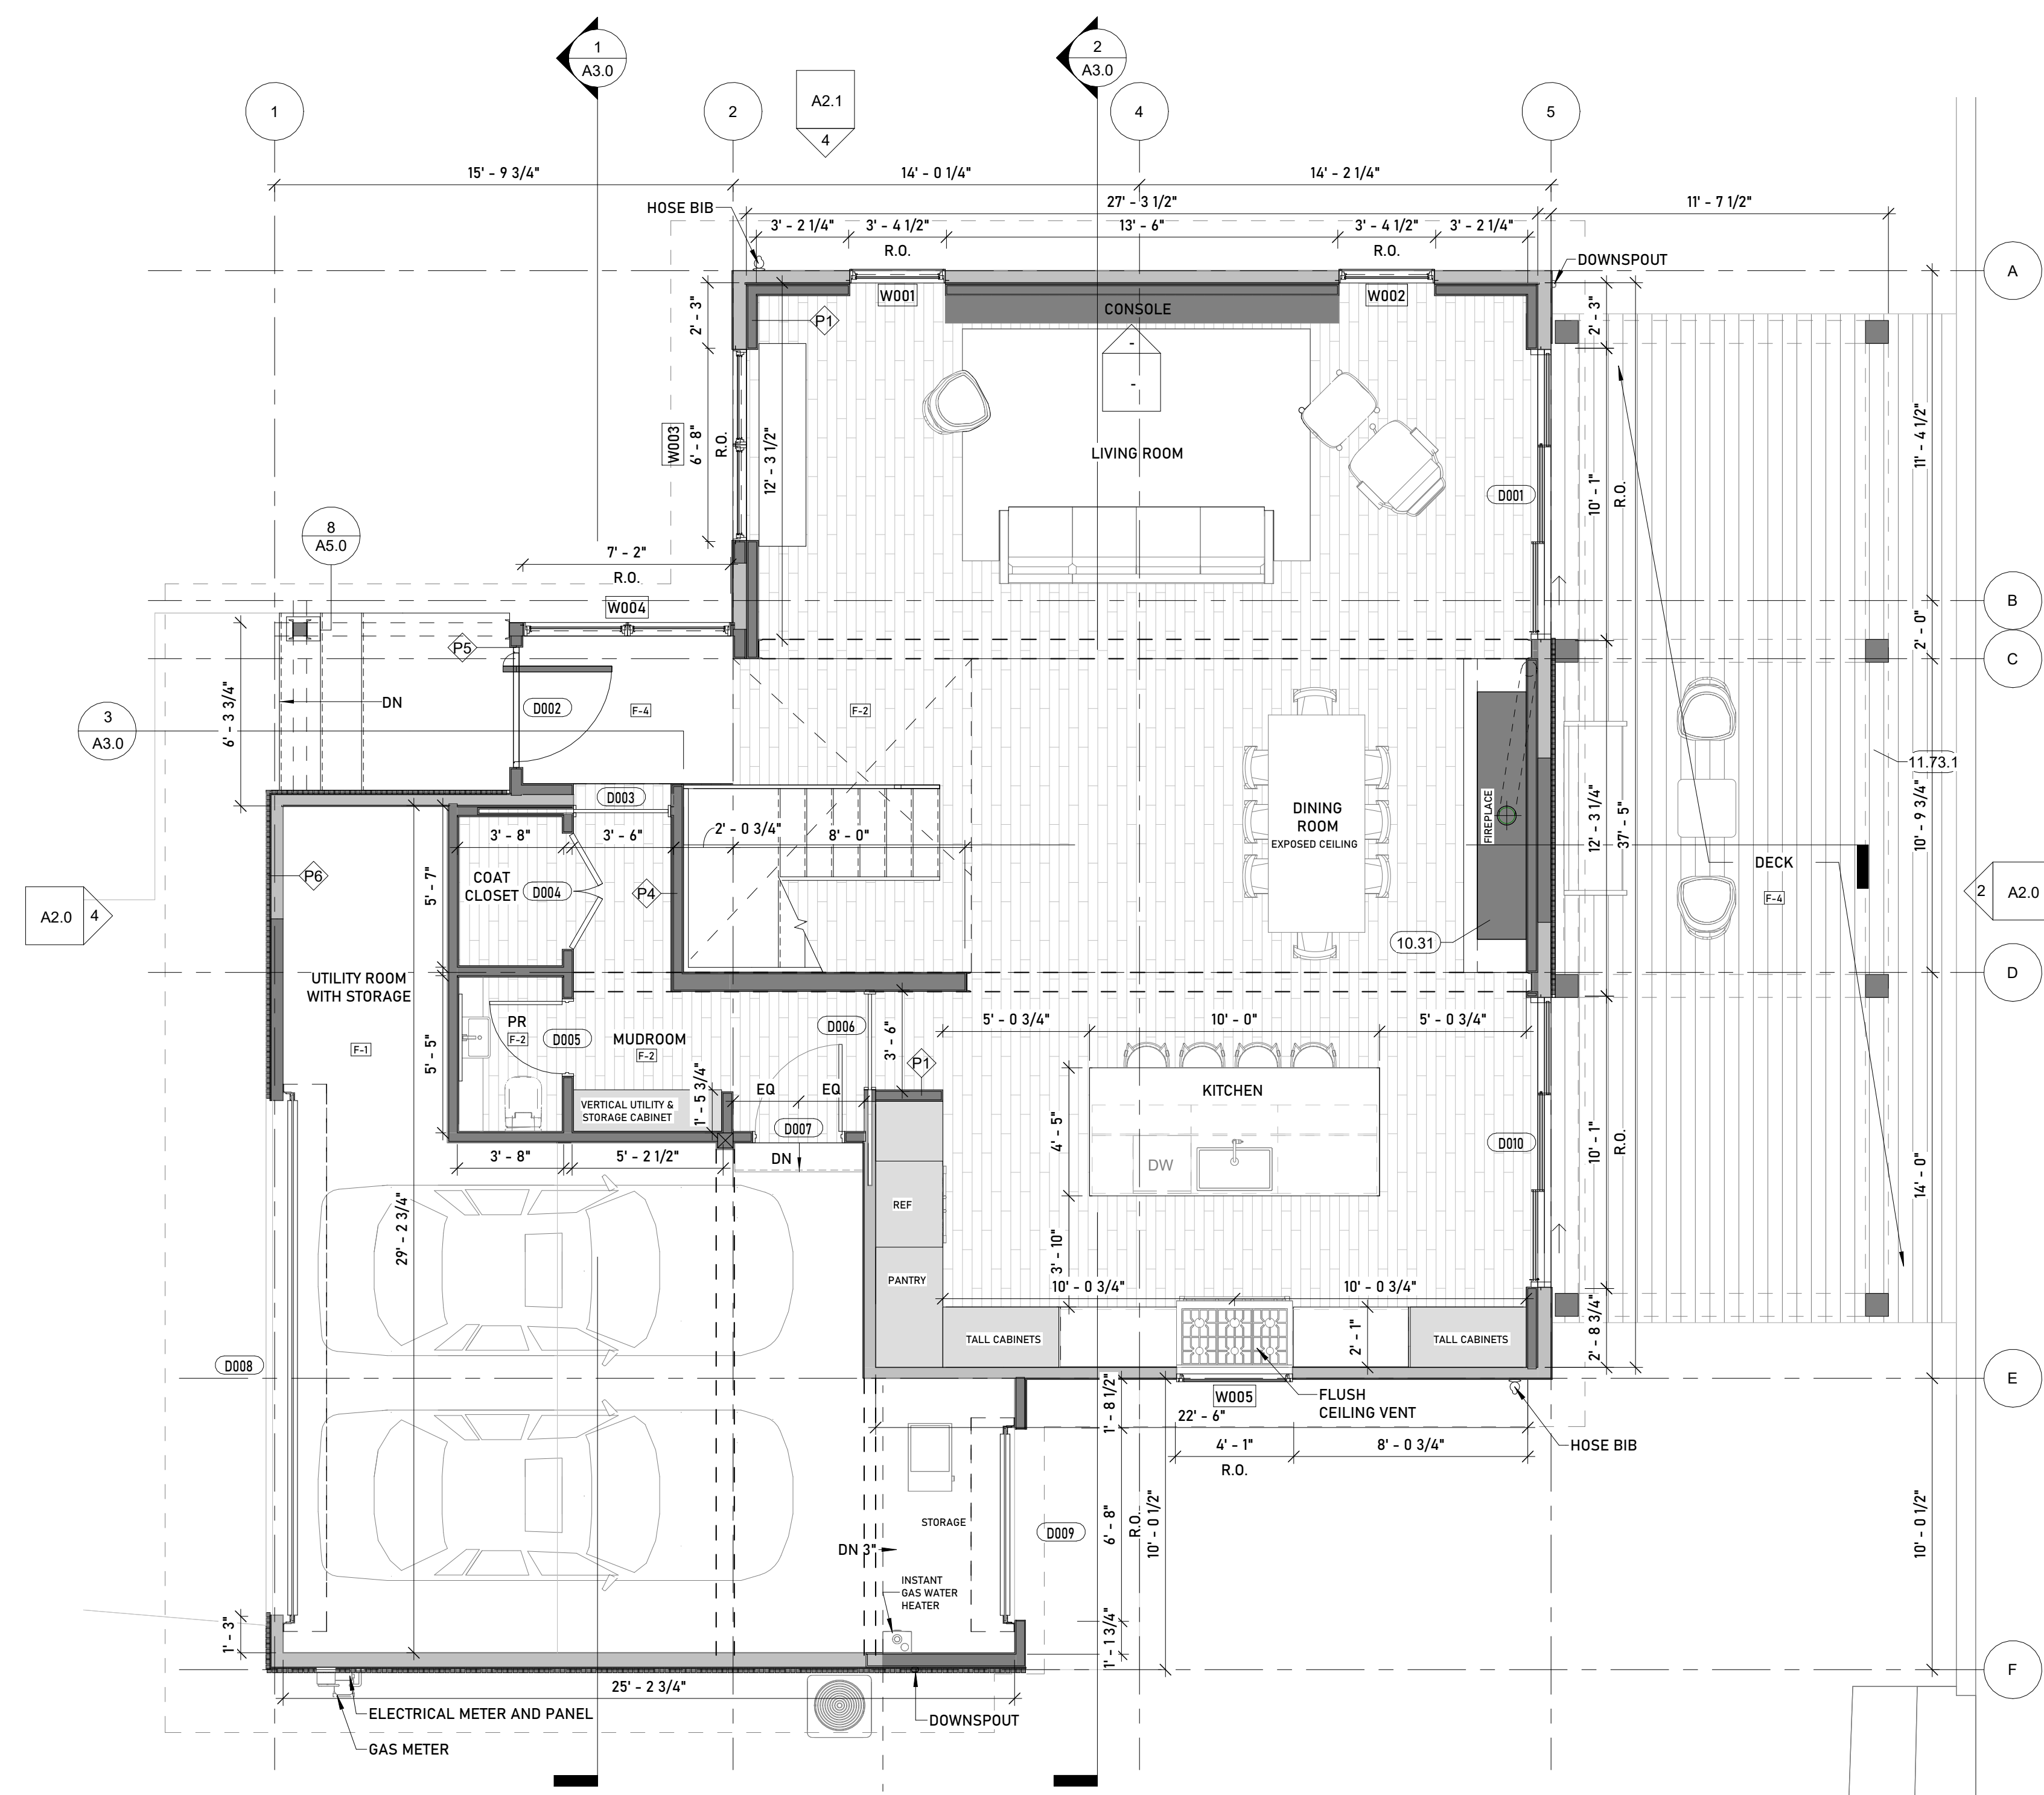 1
A3.0
2
A3.0
1
2
A2.1
4
4
5
15' - 9 3/4"
14' - 0 1/4"
14' - 2 1/4"
HOSE BIB
27' - 3 1/2"
11' - 7 1/2"
3' - 2 1/4"
3' - 4 1/2"
13' - 6"
3' - 4 1/2"
3' - 2 1/4"
R.O.
R.O.
DOWNSPOUT
A
W001
CONSOLE
W002
2' - 3"
P1
2' - 3"
-
-
W003
6' - 8"
R.O.
12' - 3 1/2"
LIVING ROOM
D001
10' - 1"
R.O.
11' - 4 1/2"
8
A5.0
7' - 2"
R.O.
W004
B
2' - 0"
P5
C
6' - 3 3/4"
DN
D002
F-4
F-2
3
A3.0
11.73.1
D003
DINING
ROOM
EXPOSED CEILING
FIREPLACE
12' - 3 1/4"
37' - 5"
10' - 9 3/4"
3' - 8"
3' - 6"
2' - 0 3/4"
8' - 0"
DECK
F-4
P6
COAT
CLOSET
D004
P4
5' - 7"
A2.0
4
2
A2.0
10.31
UTILITY ROOM
WITH STORAGE
D
F-1
PR
F-2
D005
MUDROOM
F-2
D006
3' - 6"
5' - 0 3/4"
10' - 0"
5' - 0 3/4"
5' - 5"
P1
KITCHEN
EQ
EQ
1' - 5 3/4"
VERTICAL UTILITY &
STORAGE CABINET
D007
DN
4' - 5"
DW
D010
10' - 1"
R.O.
14' - 0"
3' - 8"
5' - 2 1/2"
REF
29' - 2 3/4"
3' - 10"
PANTRY
10' - 0 3/4"
10' - 0 3/4"
TALL CABINETS
2' - 1"
TALL CABINETS
2' - 8 3/4"
D008
E
W005
FLUSH
CEILING VENT
1' - 8 1/2"
22' - 6"
4' - 1"
R.O.
8' - 0 3/4"
HOSE BIB
STORAGE
D009
6' - 8"
R.O.
10' - 0 1/2"
10' - 0 1/2"
DN 3"
INSTANT
GAS WATER
HEATER
1' - 3"
1' - 1 3/4"
F
25' - 2 3/4"
ELECTRICAL METER AND PANEL
DOWNSPOUT
GAS METER